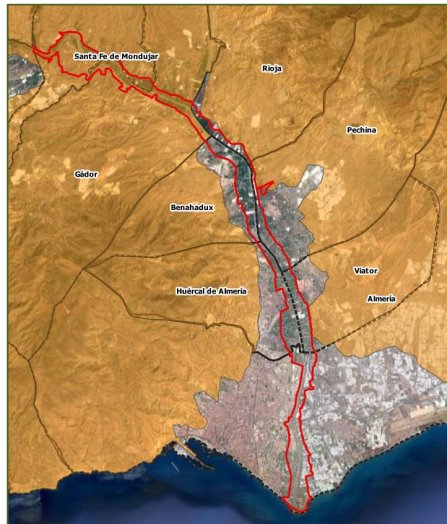 Santa Fe de Mondujar
Rioja
Pechina
Gádor
Benahadux
Viator
Huércal de Almería
Almería